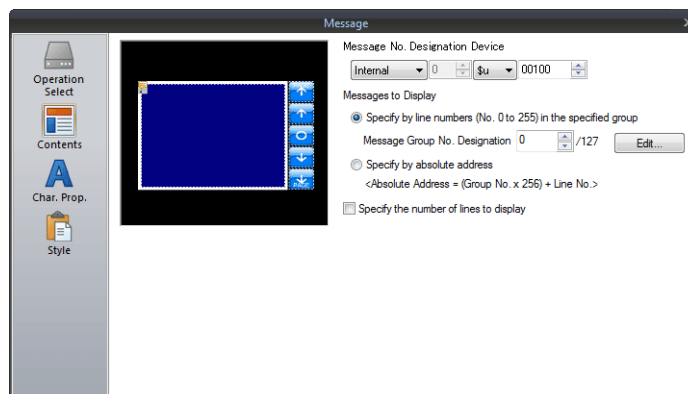 Message
Operation
Select
Contents
Char. Prop.
Style
PAGE
Message No. Designation Device
Internal 0 $u 00100
Messages to Display
Specify by line numbers (No. 0 to 255) in the specified group
Message Group No. Designation 0 /127 Edit...
Specify by absolute address
<Absolute Address = (Group No. x 256) + Line No.>
Specify the number of lines to display